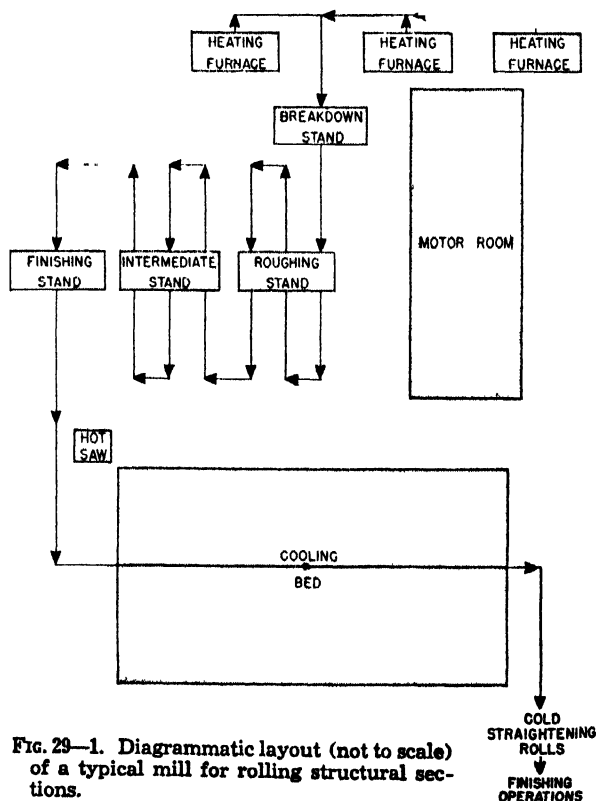 HEATING
FURNACE
HEATING
FURNACE
HEATING
FURNACE
BREAKDOWN
STAND
MOTOR ROOM
FINISHING
STAND
INTERMEDIATE
STAND
ROUGHING
STAND
HOT
SAW
COOLING
BED
COLD
STRAIGHTENING
ROLLS
FINISHING
OPERATIONS
FIG. 29—1. Diagrammatic layout (not to scale)
of a typical mill for rolling structural sec-
tions.